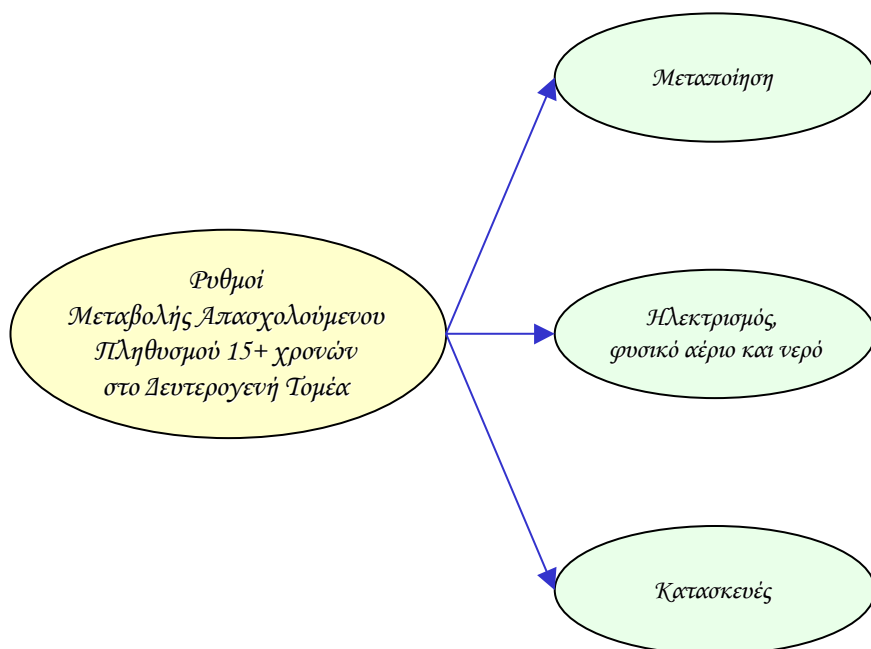 Μεταποίηση
Ρυθμοί
Μεταβολής Απασχολούμενου
Πληθυσμού 15+ χρονών
στο Δευτερογενή Τομέα
Ηλεκτρισμός,
φυσικό αέριο και νερό
Κατασκευές